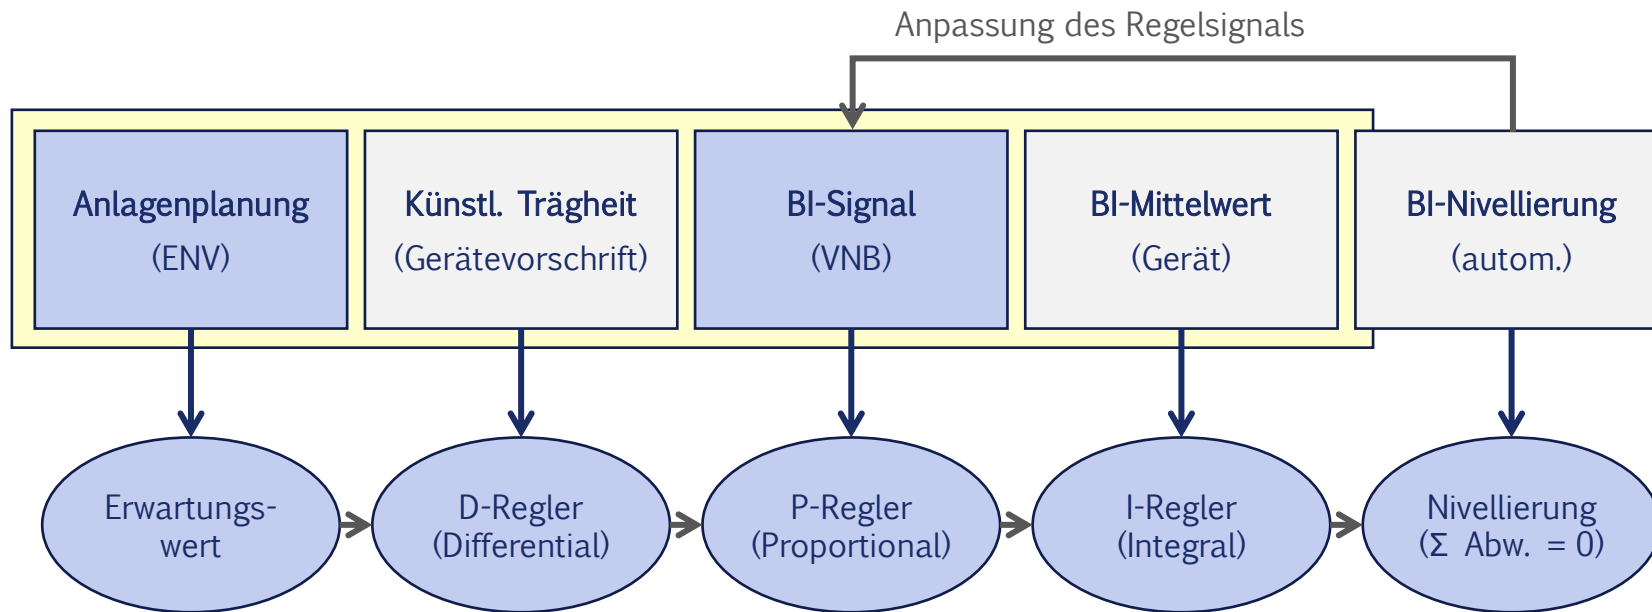 Anpassung des Regelsignals
Anlagenplanung
(ENV)
Künstl. Trägheit
(Gerätevorschrift)
BI-Signal
(VNB)
BI-Mittelwert
(Gerät)
BI-Nivellierung
(autom.)
Erwartungs-
wert
D-Regler
(Differential)
P-Regler
(Proportional)
I-Regler
(Integral)
Nivellierung
(Σ Abw. = 0)